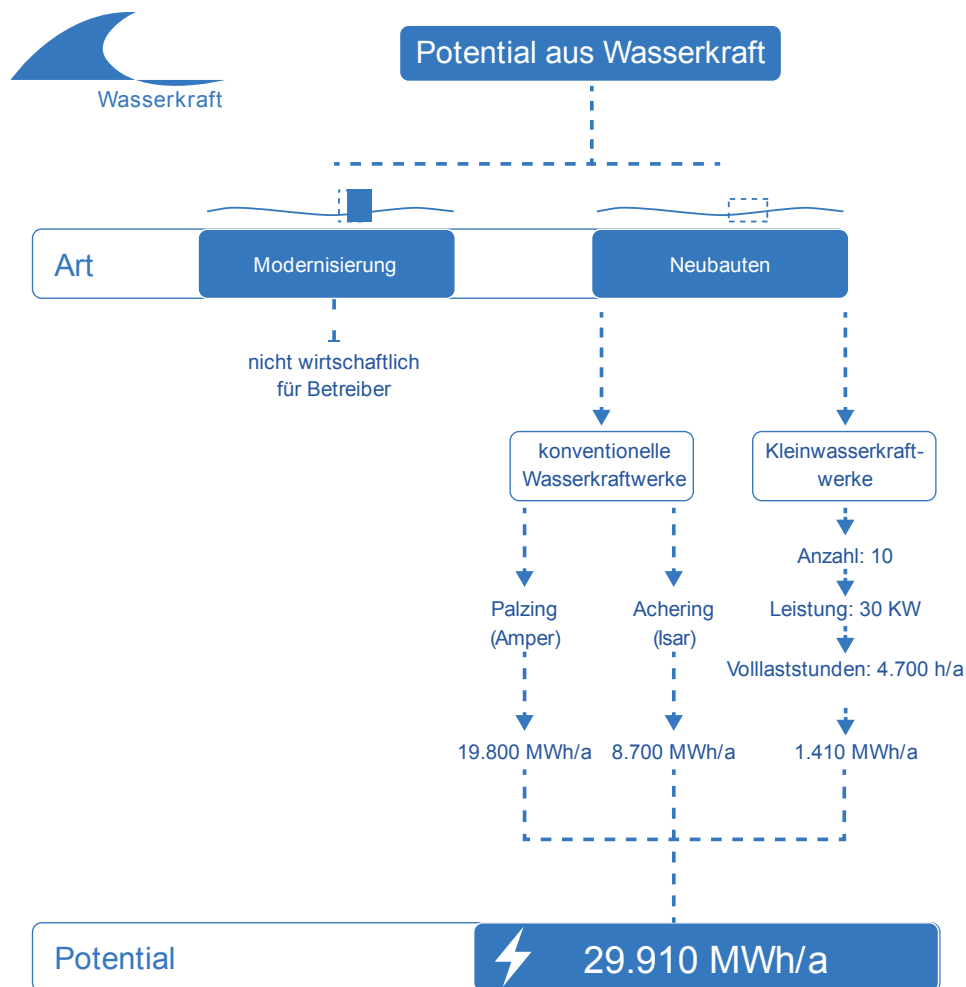 Potential aus Wasserkraft
Wasserkraft
Art
Modernisierung
Neubauten
nicht wirtschaftlich
für Betreiber
konventionelle
Wasserkraftwerke
Kleinwasserkraft-
werke
Anzahl: 10
Palzing
(Amper)
Achering
(Isar)
Leistung: 30 KW
Volllaststunden: 4.700 h/a
19.800 MWh/a
8.700 MWh/a
1.410 MWh/a
Potential
29.910 MWh/a